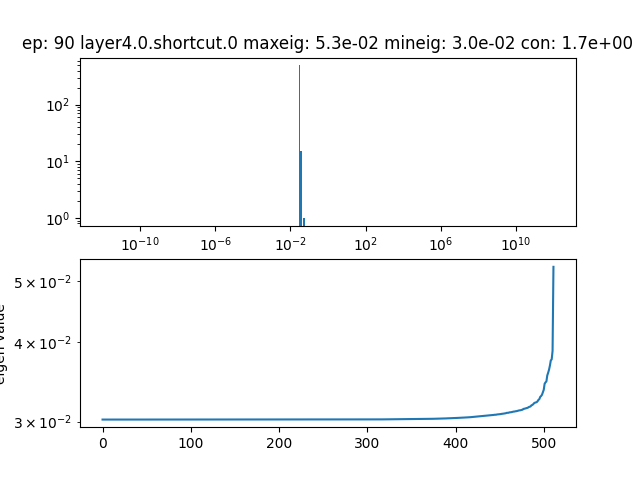 ep: 90 layer4.0.shortcut.0 maxeig: 5.3e-02 mineig: 3.0e-02 con: 1.7e+00
10²
10¹
10⁰
10⁻¹⁰ 10⁻⁶ 10⁻² 10² 10⁶ 10¹⁰
eigen value
5 × 10⁻²
4 × 10⁻²
3 × 10⁻²
0 100 200 300 400 500